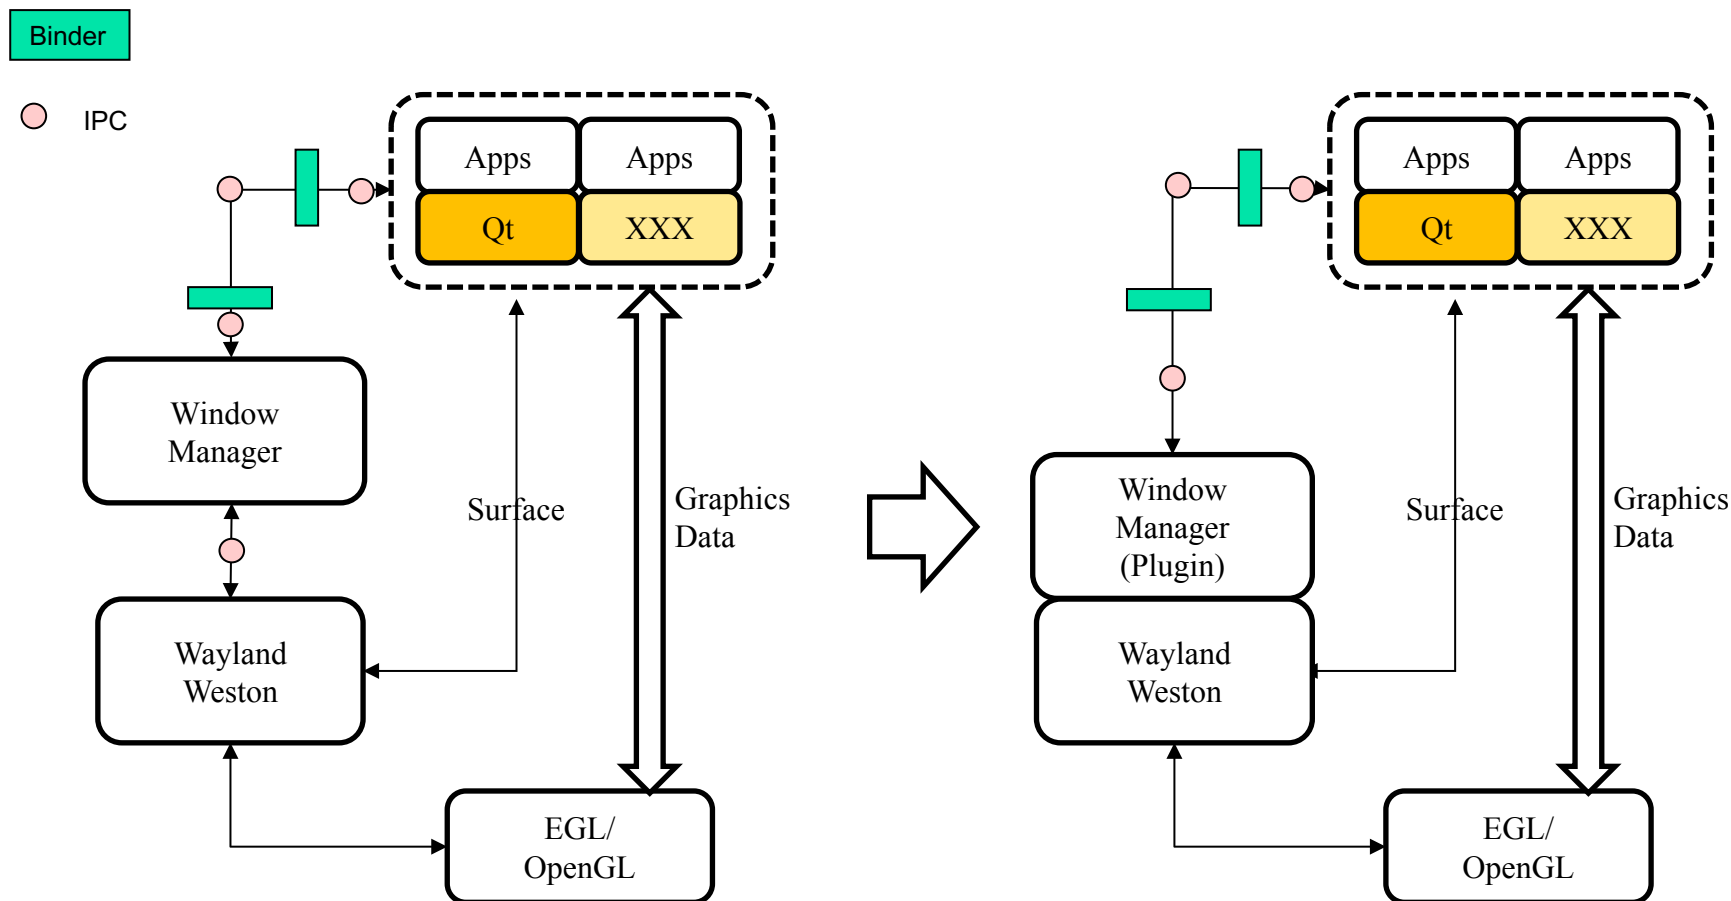 Binder
IPC
Apps
Apps
Qt
XXX
Window
Manager
Surface
Graphics
Data
Wayland
Weston
EGL/
OpenGL
Apps
Apps
Qt
XXX
Window
Manager
(Plugin)
Surface
Graphics
Data
Wayland
Weston
EGL/
OpenGL